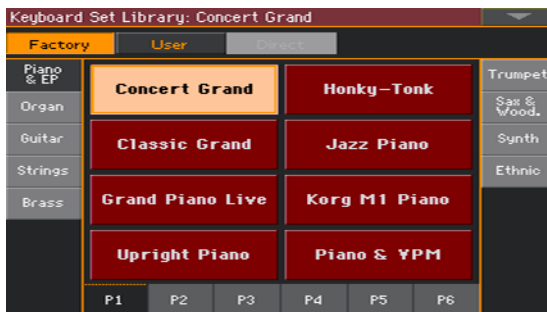 Keyboard Set Library: Concert Grand
Factory
User
Direct
Piano
& EP
Organ
Guitar
Strings
Brass
Concert Grand
Honky-Tonk
Classic Grand
Jazz Piano
Grand Piano Live
Korg M1 Piano
Upright Piano
Piano & VPM
Trumpet
Sax &
Wood.
Synth
Ethnic
P1
P2
P3
P4
P5
P6